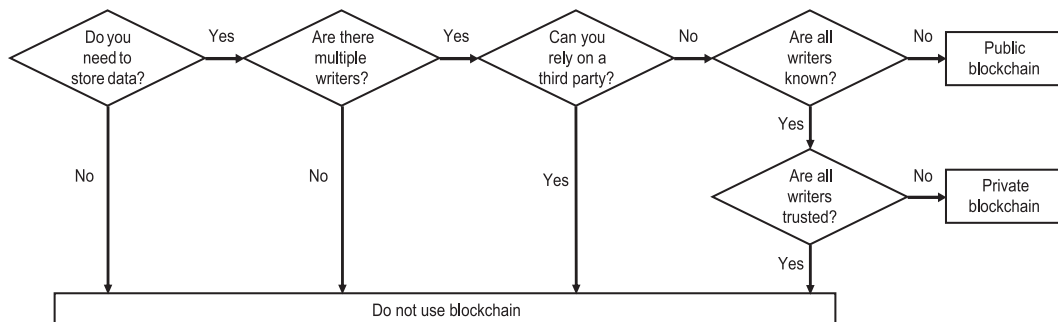 Do you
need to
store data?
Yes
Are there
multiple
writers?
Yes
Can you
rely on a
third party?
No
Are all
writers
known?
No
Public
blockchain
Yes
No
No
Yes
Are all
writers
trusted?
No
Private
blockchain
Yes
Do not use blockchain